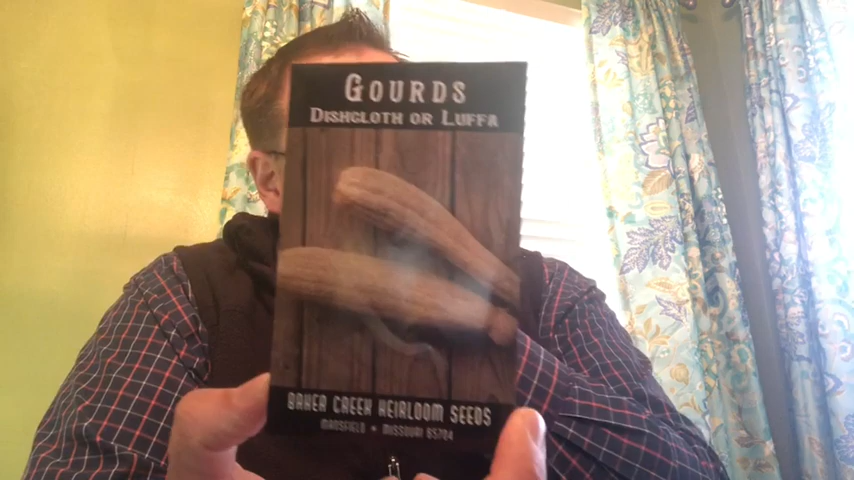 GOURDS
DISHCLOTH OR LUFFA
BAKER CREEK HEIRLOOM SEEDS
MANSFIELD * MISSOURI 65704